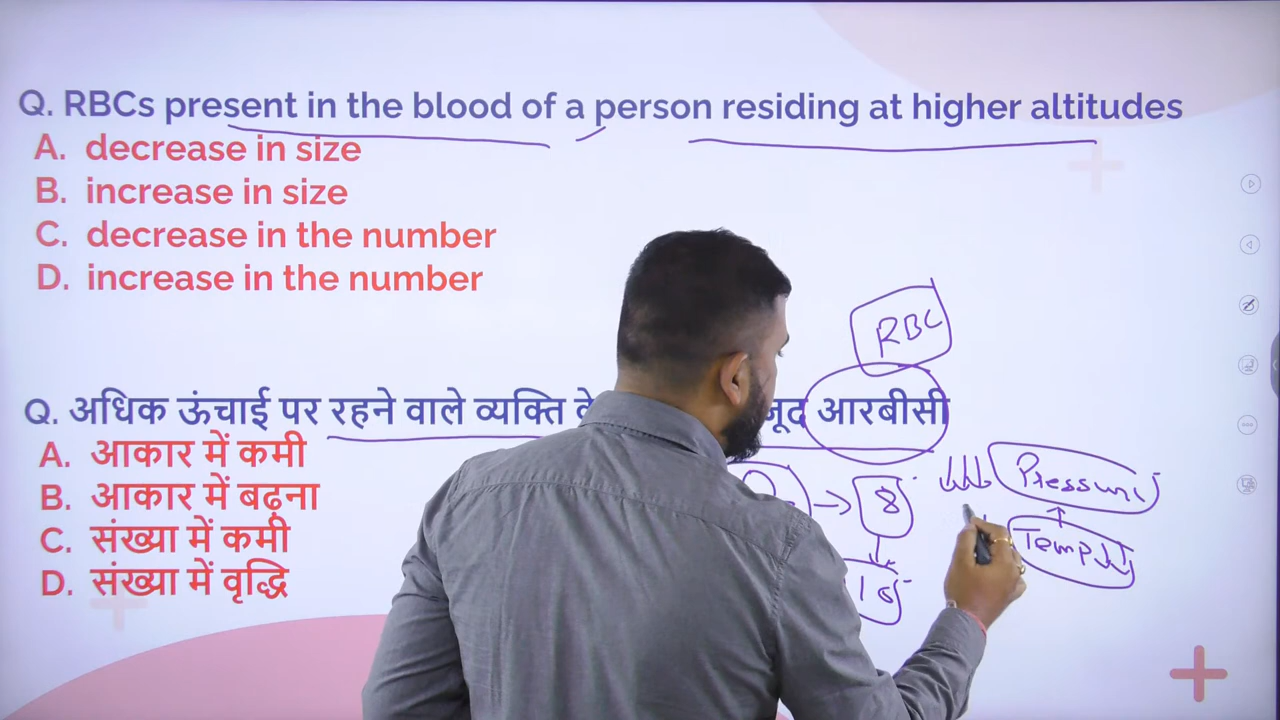 Q. RBCs present in the blood of a person residing at higher altitudes
A. decrease in size
B. increase in size
C. decrease in the number
D. increase in the number
RBC
Q. अधिक ऊंचाई पर रहने वाले व्यक्ति के आरबीसी
A. आकार में कमी
B. आकार में बढ़ना
C. संख्या में कमी
D. संख्या में वृद्धि
8
Pressure
Temp